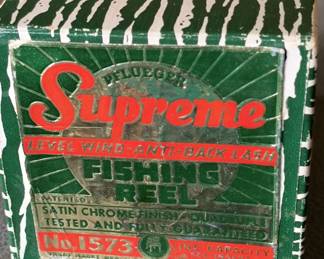 PFLUEGER
Supreme
LEVEL WIND-ANTI-BACK LASH
FISHING
REEL
PATENTED
SATIN CHROME FINISH
TESTED AND FULLY GUARANTEED
No. 1573
CAPACITY